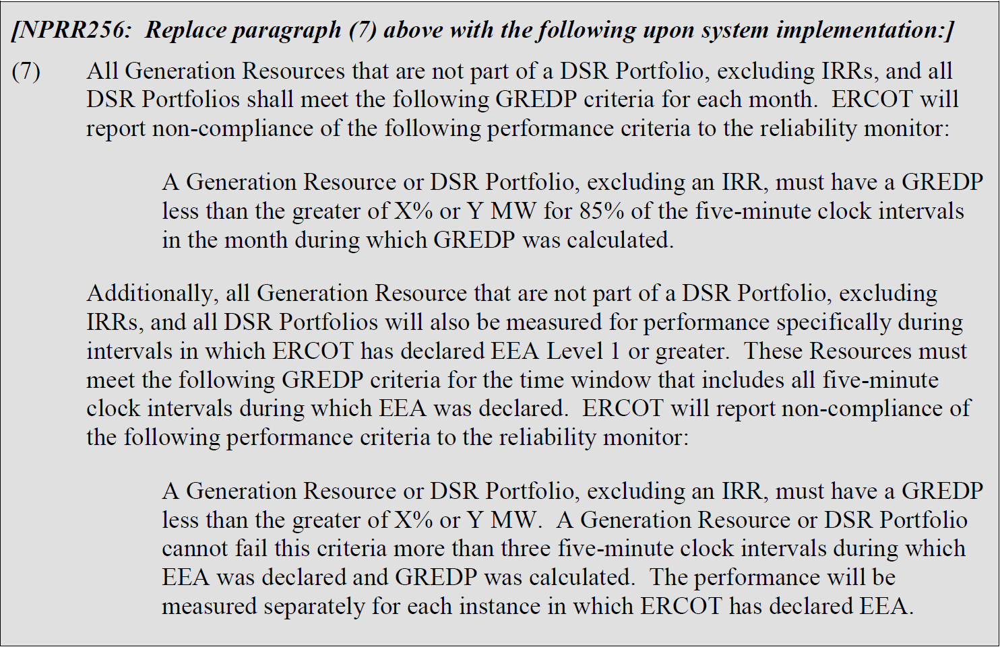 [NPRR256:  Replace paragraph (7) above with the following upon system implementation:]
(7) All Generation Resources that are not part of a DSR Portfolio, excluding IRRs, and all
DSR Portfolios shall meet the following GREDP criteria for each month.  ERCOT will
report non-compliance of the following performance criteria to the reliability monitor:
A Generation Resource or DSR Portfolio, excluding an IRR, must have a GREDP
less than the greater of X% or Y MW for 85% of the five-minute clock intervals
in the month during which GREDP was calculated.
Additionally, all Generation Resource that are not part of a DSR Portfolio, excluding
IRRs, and all DSR Portfolios will also be measured for performance specifically during
intervals in which ERCOT has declared EEA Level 1 or greater.  These Resources must
meet the following GREDP criteria for the time window that includes all five-minute
clock intervals during which EEA was declared.  ERCOT will report non-compliance of
the following performance criteria to the reliability monitor:
A Generation Resource or DSR Portfolio, excluding an IRR, must have a GREDP
less than the greater of X% or Y MW.  A Generation Resource or DSR Portfolio
cannot fail this criteria more than three five-minute clock intervals during which
EEA was declared and GREDP was calculated.  The performance will be
measured separately for each instance in which ERCOT has declared EEA.